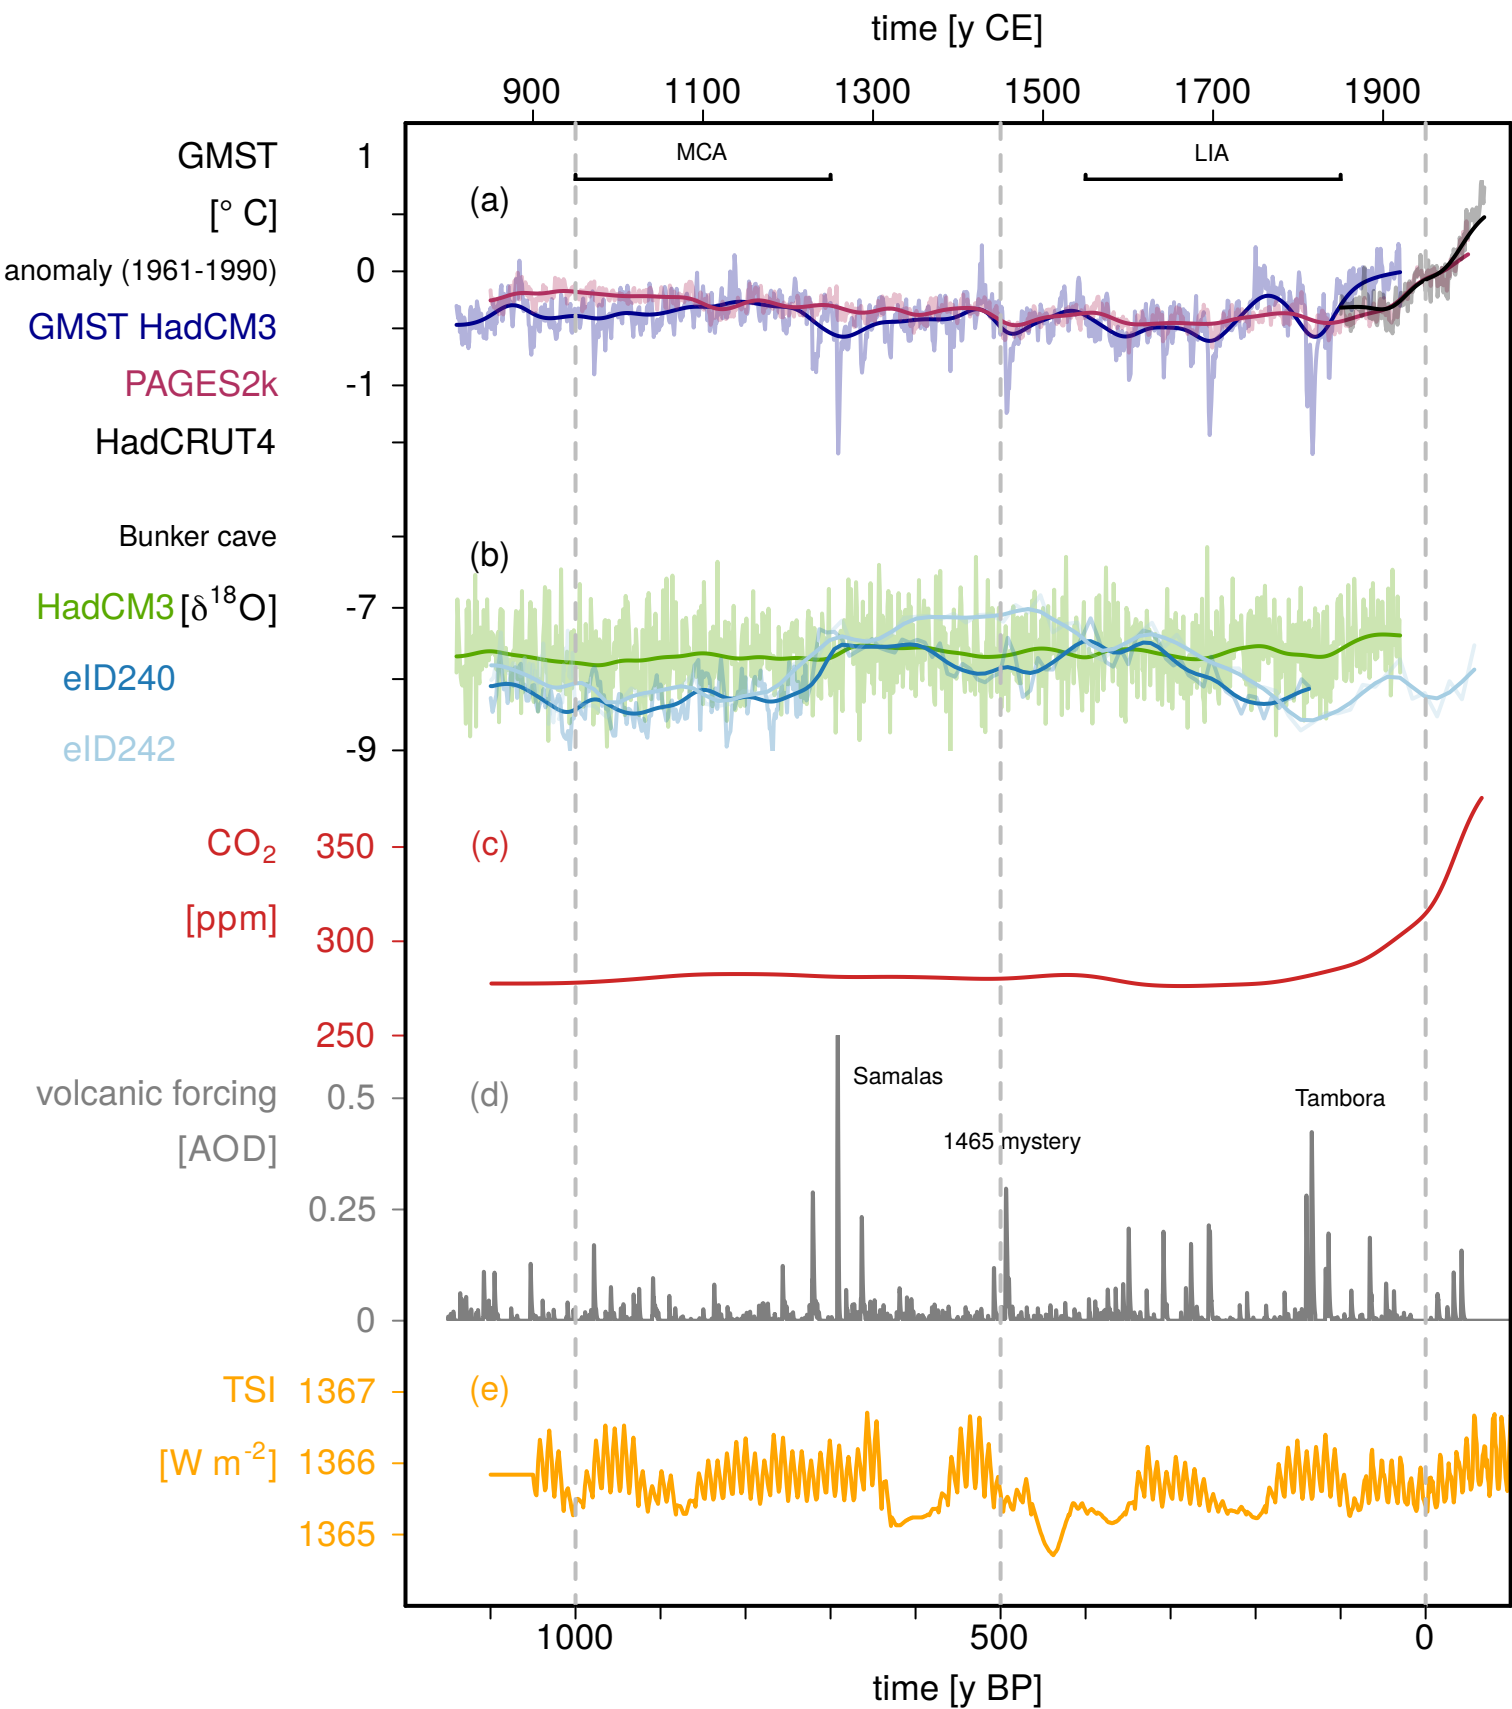 time [y CE]
900 1100 1300 1500 1700 1900
GMST 1 MCA LIA
(a)
[° C]
anomaly (1961-1990) 0
GMST HadCM3
PAGES2k -1
HadCRUT4
Bunker cave
(b)
HadCM3 [δ¹⁸O] -7
eID240
eID242 -9
CO₂ 350 (c)
[ppm] 300
250
Samalas
volcanic forcing 0.5 (d) Tambora
[AOD] 1465 mystery
0.25
0
TSI 1367 (e)
[W m⁻²] 1366
1365
1000 500 0
time [y BP]